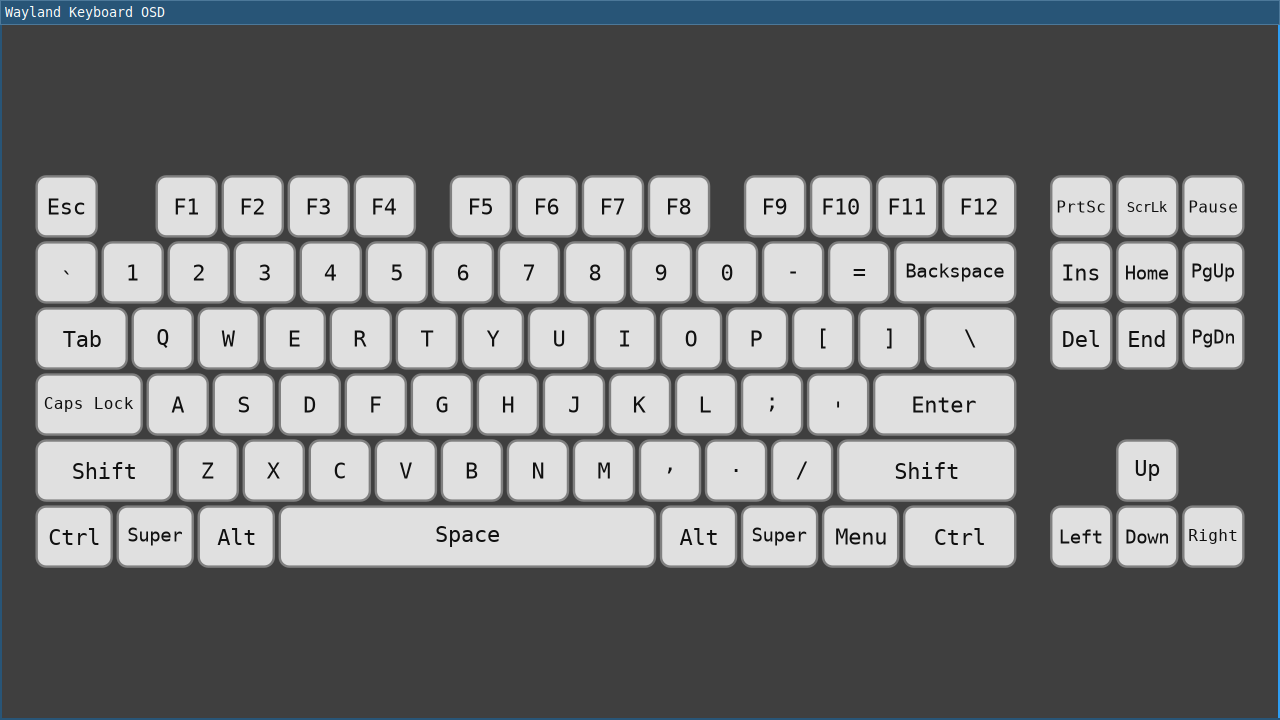 Wayland Keyboard OSD
Esc F1 F2 F3 F4 F5 F6 F7 F8 F9 F10 F11 F12 PrtSc ScrLk Pause
` 1 2 3 4 5 6 7 8 9 0 - = Backspace Ins Home PgUp
Tab Q W E R T Y U I O P [ ] \ Del End PgDn
Caps Lock A S D F G H J K L ; ' Enter
Shift Z X C V B N M , . / Shift Up
Ctrl Super Alt Space Alt Super Menu Ctrl Left Down Right